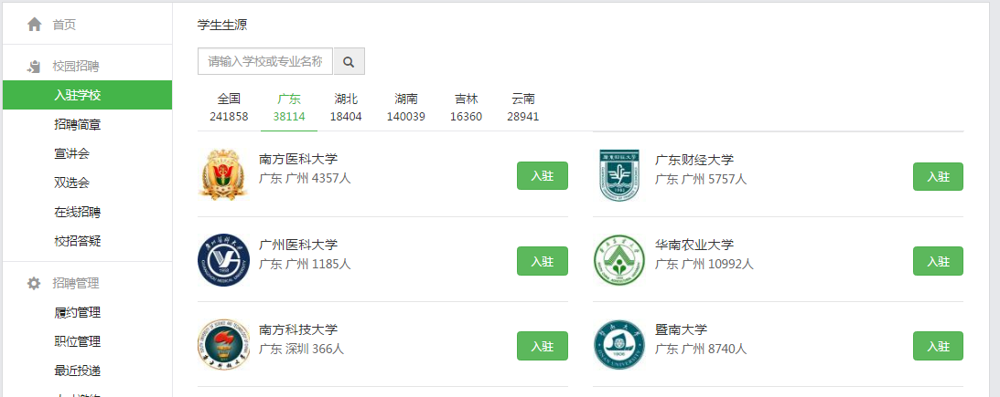 首页
校园招聘
入驻学校
招聘简章
宣讲会
双选会
在线招聘
校招答疑
招聘管理
履约管理
职位管理
最近投递
学生生源
请输入学校或专业名称
全国 广东 湖北 湖南 吉林 云南
241858 38114 18404 140039 16360 28941
南方医科大学
广东 广州 4357人
入驻
广东财经大学
广东 广州 5757人
入驻
广州医科大学
广东 广州 1185人
入驻
华南农业大学
广东 广州 10992人
入驻
南方科技大学
广东 深圳 366人
入驻
暨南大学
广东 广州 8740人
入驻